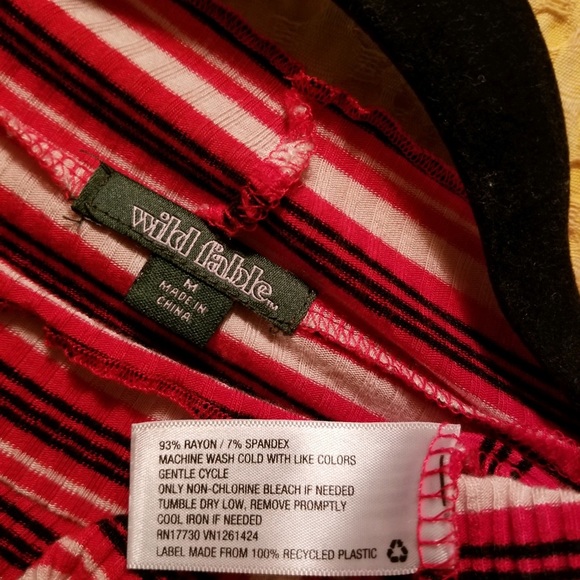 wild fable™
M
MADE IN
CHINA
93% RAYON / 7% SPANDEX
MACHINE WASH COLD WITH LIKE COLORS
GENTLE CYCLE
ONLY NON-CHLORINE BLEACH IF NEEDED
TUMBLE DRY LOW, REMOVE PROMPTLY
COOL IRON IF NEEDED
RN17730 VN1261424
LABEL MADE FROM 100% RECYCLED PLASTIC